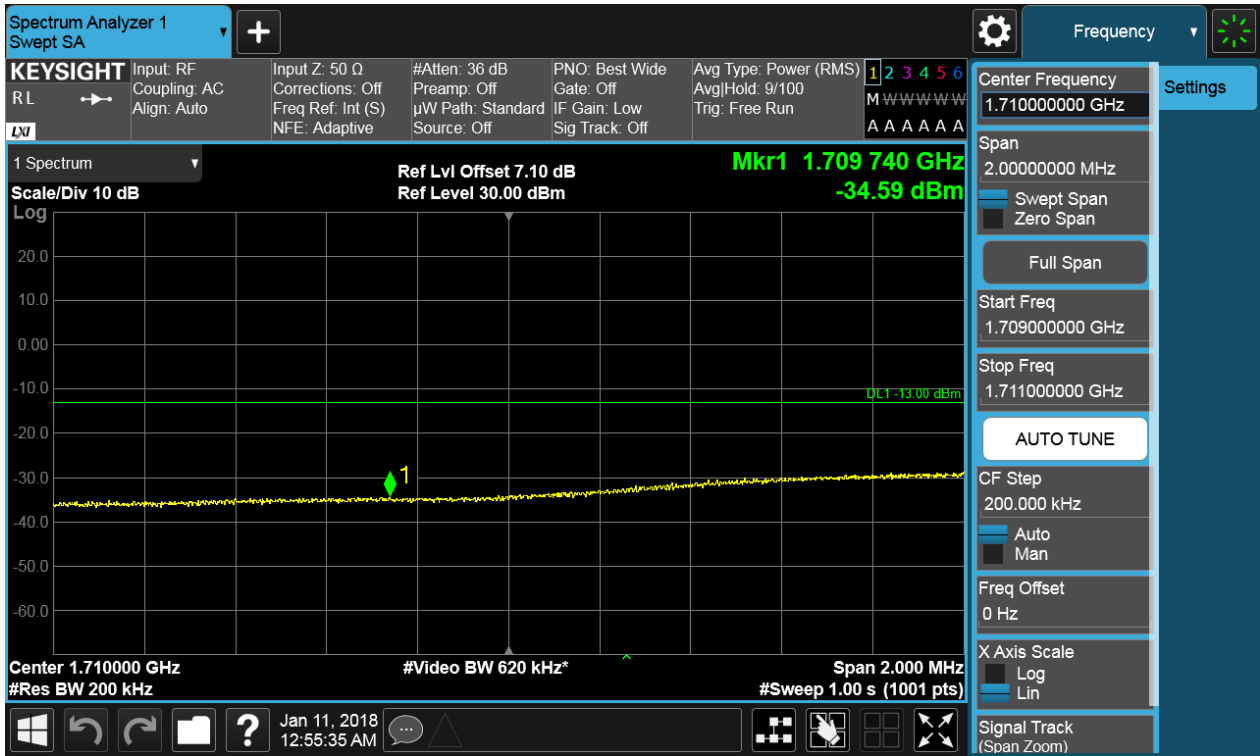 Spectrum Analyzer 1
Swept SA
+
Frequency
KEYSIGHT
R L
LXI
Input: RF
Coupling: AC
Align: Auto
Input Z: 50 Ω
Corrections: Off
Freq Ref: Int (S)
NFE: Adaptive
#Atten: 36 dB
Preamp: Off
µW Path: Standard
Source: Off
PNO: Best Wide
Gate: Off
IF Gain: Low
Sig Track: Off
Avg Type: Power (RMS)
Avg|Hold: 9/100
Trig: Free Run
1 2 3 4 5 6
M W W W W W
A A A A A A
1 Spectrum
Scale/Div 10 dB
Log
Ref Lvl Offset 7.10 dB
Ref Level 30.00 dBm
Mkr1 1.709 740 GHz
-34.59 dBm
20.0
10.0
0.00
-10.0
-20.0
-30.0
-40.0
-50.0
-60.0
DL1 -13.00 dBm
1
Center 1.710000 GHz
#Video BW 620 kHz*
Span 2.000 MHz
#Res BW 200 kHz
#Sweep 1.00 s (1001 pts)
Center Frequency
1.710000000 GHz
Span
2.00000000 MHz
Swept Span
Zero Span
Full Span
Start Freq
1.709000000 GHz
Stop Freq
1.711000000 GHz
AUTO TUNE
CF Step
200.000 kHz
Auto
Man
Freq Offset
0 Hz
X Axis Scale
Log
Lin
Signal Track
(Span Zoom)
Settings
?
Jan 11, 2018
12:55:35 AM